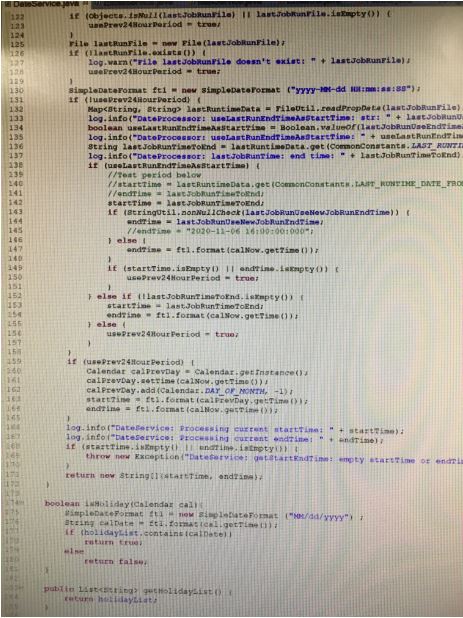 DateService.java
122 if (Objects.isNull(lastJobRunFile) || lastJobRunFile.isEmpty()) {
123 usePrev24HourPeriod = true;
124 }
125 File lastRunFile = new File(lastJobRunFile);
126 if (!lastRunFile.exists()) {
127 log.warn("File lastJobRunFile doesn't exist: " + lastJobRunFile);
128 usePrev24HourPeriod = true;
129 }
130 SimpleDateFormat ft1 = new SimpleDateFormat ("yyyy-MM-dd HH:mm:ss:SS");
131 if (!usePrev24HourPeriod) {
132 Map<String, String> lastRuntimeData = FileUtil.readPropData(lastJobRunFile)
133 log.info("DateProcessor: useLastRunEndTimeAsStartTime: str: " + lastJobRunU
134 boolean useLastRunEndTimeAsStartTime = Boolean.valueOf(lastJobRunUseEndTime
135 log.info("DateProcessor: useLastRunEndTimeAsStartTime: " + useLastRunEndTim
136 String lastJobRunTimeToEnd = lastRuntimeData.get(CommonConstants.LAST_RUNTI
137 log.info("DateProcessor: lastJobRunTime: end time: " + lastJobRunTimeToEnd)
138 if (useLastRunEndTimeAsStartTime) {
139 //Test period below
140 //startTime = lastRuntimeData.get(CommonConstants.LAST_RUNTIME_DATE_FRO
141 //endTime = lastJobRunTimeToEnd;
142 startTime = lastJobRunTimeToEnd;
143 if (StringUtil.nonNullCheck(lastJobRunUseNewJobRunEndTime)) {
144 endTime = lastJobRunUseNewJobRunEndTime;
145 //endTime = "2020-11-06 16:00:00:000";
146 } else {
147 endTime = ft1.format(calNow.getTime());
148 }
149 if (startTime.isEmpty() || endTime.isEmpty()) {
150 usePrev24HourPeriod = true;
151 }
152 } else if (!lastJobRunTimeToEnd.isEmpty()) {
153 startTime = lastJobRunTimeToEnd;
154 endTime = ft1.format(calNow.getTime());
155 } else {
156 usePrev24HourPeriod = true;
157 }
158 }
159 if (usePrev24HourPeriod) {
160 Calendar calPrevDay = Calendar.getInstance();
161 calPrevDay.setTime(calNow.getTime());
162 calPrevDay.add(Calendar.DAY_OF_MONTH, -1);
163 startTime = ft1.format(calPrevDay.getTime());
164 endTime = ft1.format(calNow.getTime());
165 }
166 log.info("DateService: Processing current startTime: " + startTime);
167 log.info("DateService: Processing current endTime: " + endTime);
168 if (startTime.isEmpty() || endTime.isEmpty()) {
169 throw new Exception("DateService: getStartEndTime: empty startTime or endTi
170 }
171 return new String[]{startTime, endTime};
172 }
173
174 boolean isHoliday(Calendar cal){
175 SimpleDateFormat ft1 = new SimpleDateFormat ("MM/dd/yyyy") ;
176 String calDate = ft1.format(cal.getTime());
177 if (holidayList.contains(calDate))
178 return true;
179 else
180 return false;
181 }
182
183 public List<String> getHolidayList() {
184 return holidayList;
185 }